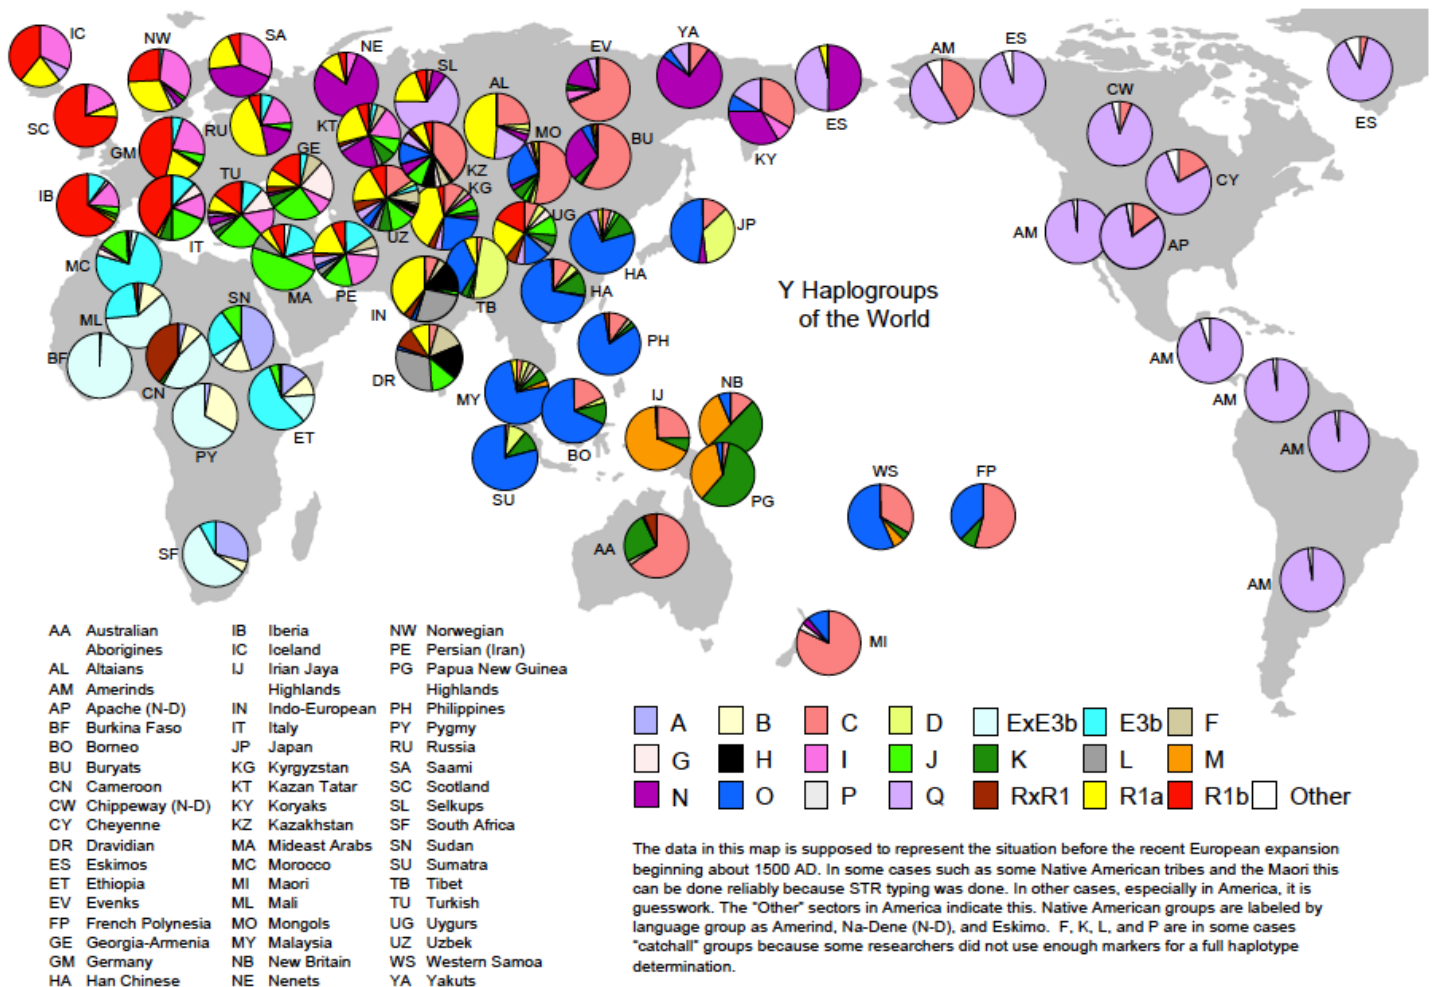 IC
NW
SA
NE
SL
AL
EV
YA
AM
ES
CW
ES
SC
GM
RU
KT
GE
MO
BU
KY
ES
KZ
KG
CY
IB
TU
IT
UZ
UG
HA
JP
AM
AP
MC
MA
PE
IN
TB
HA
Y Haplogroups
of the World
ML
SN
BF
CN
DR
PH
AM
MY
NB
IJ
AM
PY
ET
BO
AM
SU
PG
WS
FP
SF
AA
AM
MI
AA Australian
Aborigines
AL Altaians
AM Amerinds
AP Apache (N-D)
BF Burkina Faso
BO Borneo
BU Buryats
CN Cameroon
CW Chippeway (N-D)
CY Cheyenne
DR Dravidian
ES Eskimos
ET Ethiopia
EV Evenks
FP French Polynesia
GE Georgia-Armenia
GM Germany
HA Han Chinese
IB Iberia
IC Iceland
IJ Irian Jaya
Highlands
IN Indo-European
IT Italy
JP Japan
KG Kyrgyzstan
KT Kazan Tatar
KY Koryaks
KZ Kazakhstan
MA Mideast Arabs
MC Morocco
MI Maori
ML Mali
MO Mongols
MY Malaysia
NB New Britain
NE Nenets
NW Norwegian
PE Persian (Iran)
PG Papua New Guinea
Highlands
PH Philippines
PY Pygmy
RU Russia
SA Saami
SC Scotland
SL Selkups
SF South Africa
SN Sudan
SU Sumatra
TB Tibet
TU Turkish
UG Uygurs
UZ Uzbek
WS Western Samoa
YA Yakuts
A B C D ExE3b E3b F
G H I J K L M
N O P Q RxR1 R1a R1b Other
The data in this map is supposed to represent the situation before the recent European expansion
beginning about 1500 AD. In some cases such as some Native American tribes and the Maori this
can be done reliably because STR typing was done. In other cases, especially in America, it is
guesswork. The "Other" sectors in America indicate this. Native American groups are labeled by
language group as Amerind, Na-Dene (N-D), and Eskimo. F, K, L, and P are in some cases
"catchall" groups because some researchers did not use enough markers for a full haplotype
determination.